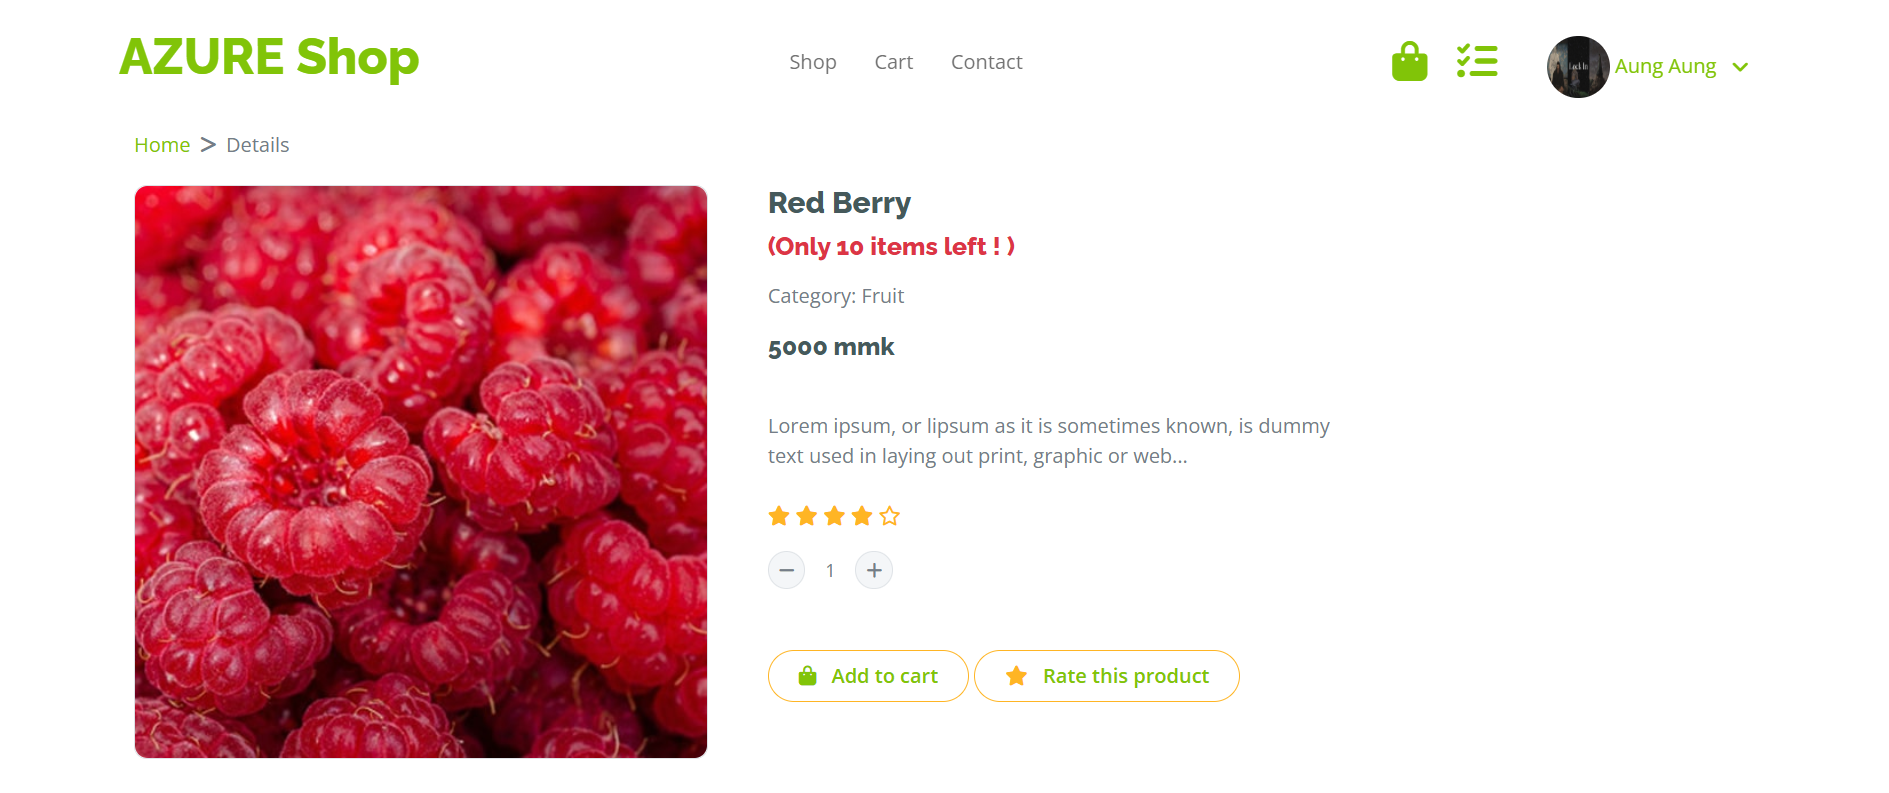 AZURE Shop
Shop
Cart
Contact
Lock In
Aung Aung
Home > Details
Red Berry
(Only 10 items left ! )
Category: Fruit
5000 mmk
Lorem ipsum, or lipsum as it is sometimes known, is dummy
text used in laying out print, graphic or web...
1
Add to cart
Rate this product